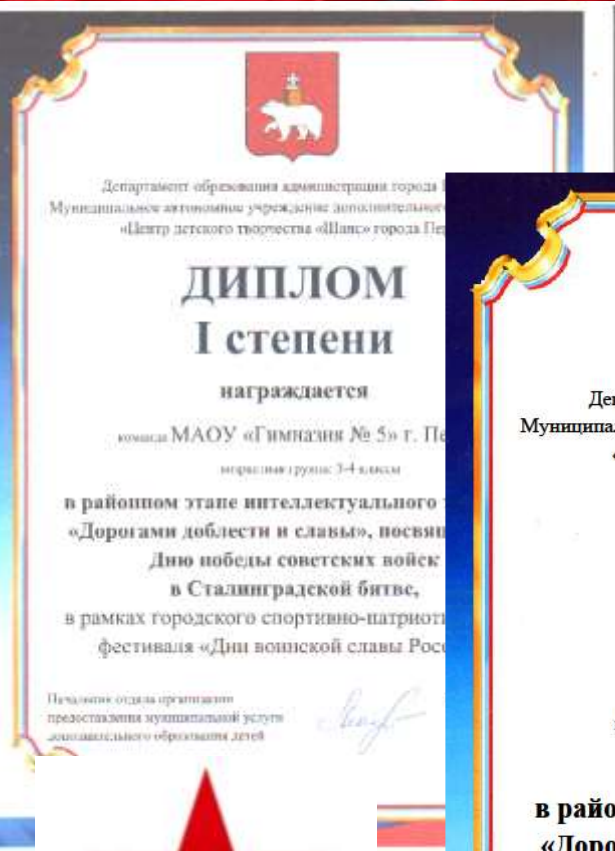 Департамент образования администрации города
Муниципальное автономное учреждение дополнительного
«Центр детского творчества «Шанс» города Пер
ДИПЛОМ
I степени
награждается
команда МАОУ «Гимназия № 5» г. Пе
возрастная группа: 3-4 классы
в районном этапе интеллектуального
«Дорогами доблести и славы», посвящ
Дню победы советских войск
в Сталинградской битве,
в рамках городского спортивно-патриоти
фестиваля «Дни воинской славы Росс
Начальник отдела организации
предоставления муниципальной услуги
дополнительного образования детей
Де
Муниципал
в райо
«Доро